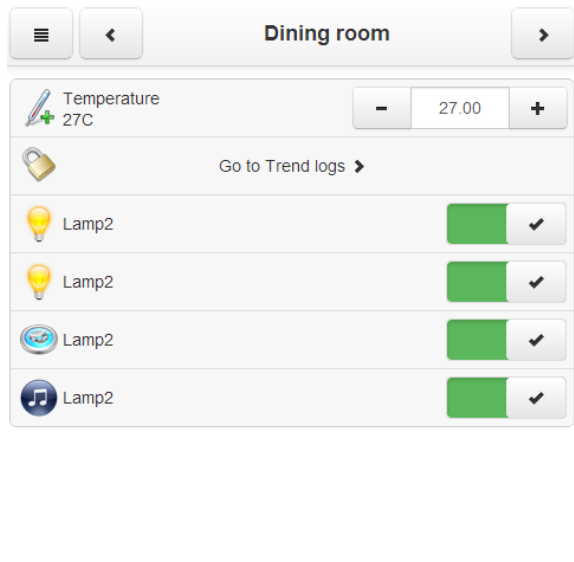 Dining room
Temperature
27C
27.00
Go to Trend logs
Lamp2
Lamp2
Lamp2
Lamp2